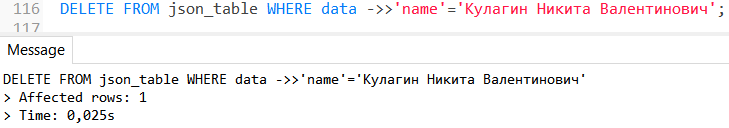 116 DELETE FROM json_table WHERE data ->>'name'='Кулагин Никита Валентинович';
117
Message
DELETE FROM json_table WHERE data ->>'name'='Кулагин Никита Валентинович'
> Affected rows: 1
> Time: 0,025s